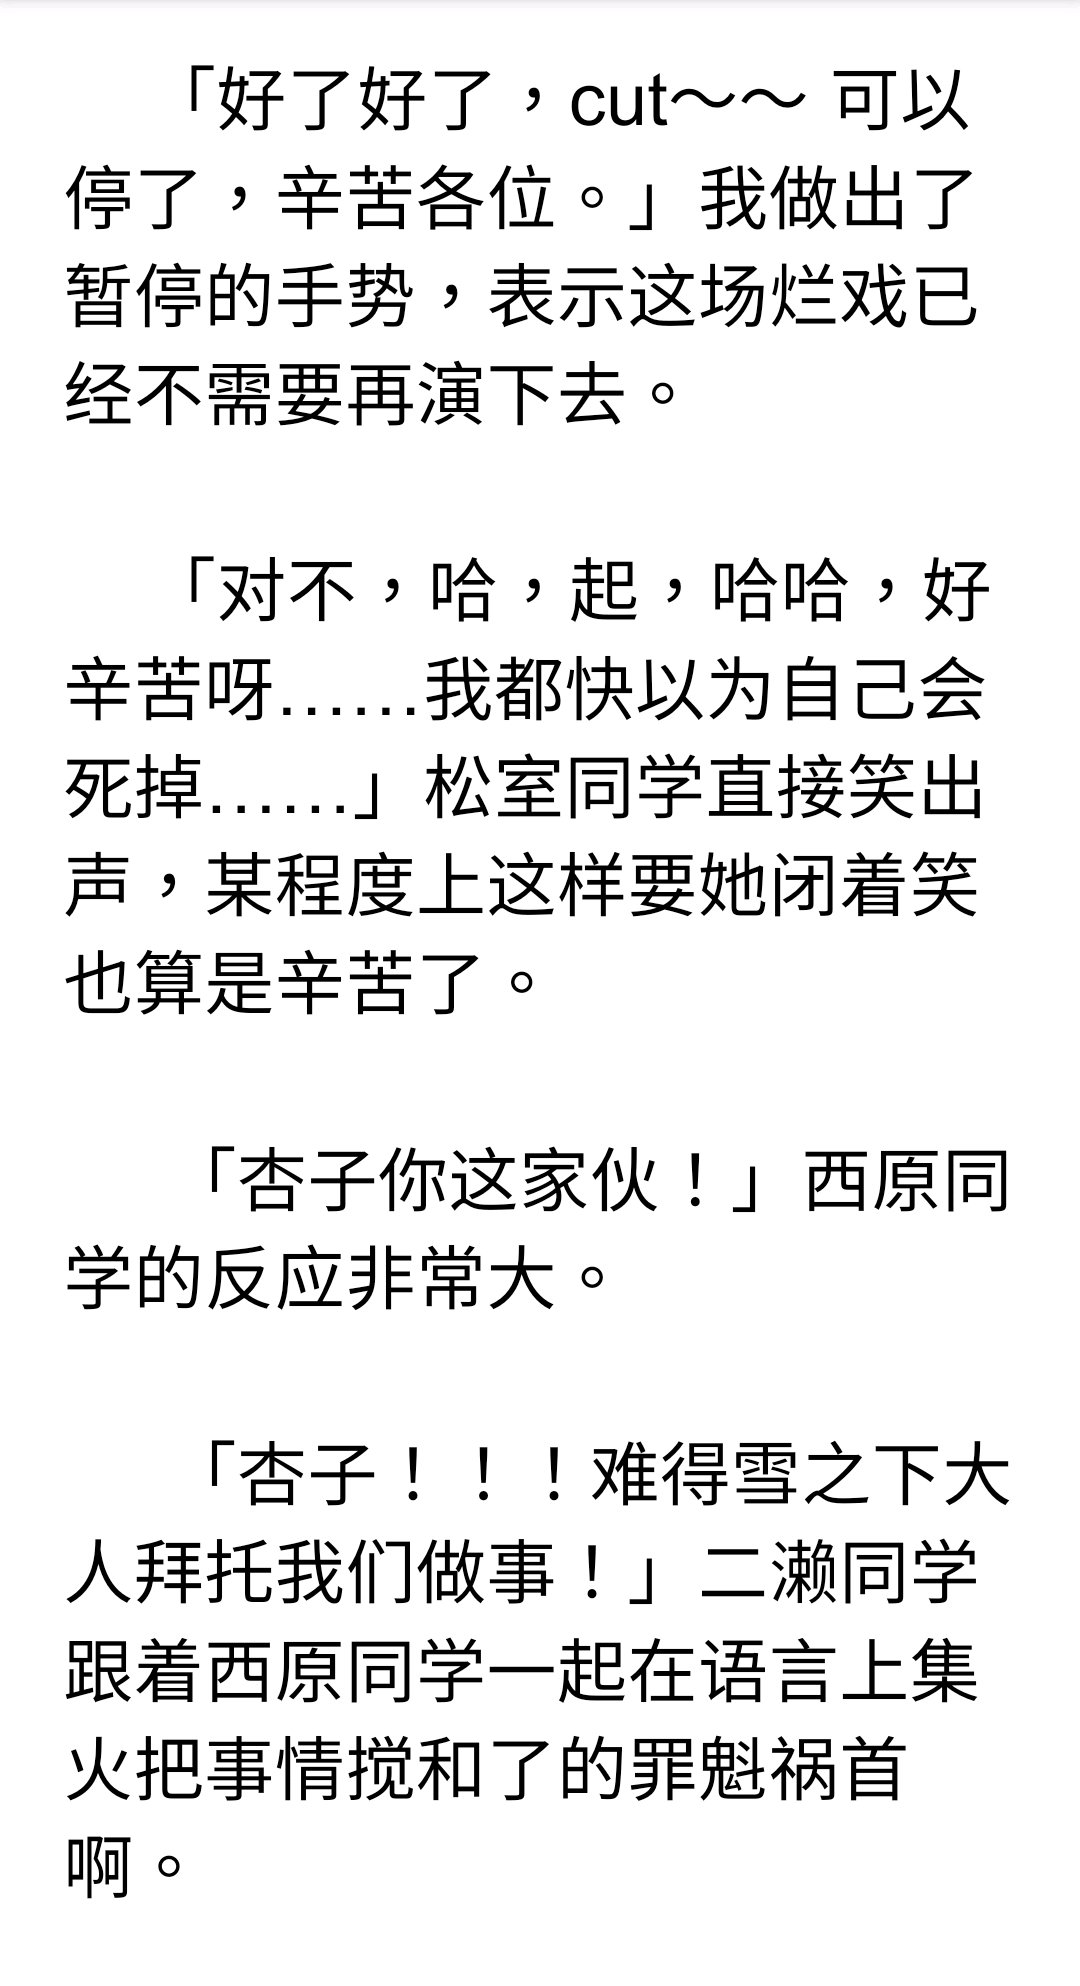 「好了好了，cut～～ 可以
停了，辛苦各位。」我做出了
暂停的手势，表示这场烂戏已
经不需要再演下去。
「对不，哈，起，哈哈，好
辛苦呀……我都快以为自己会
死掉……」松室同学直接笑出
声，某程度上这样要她闭着笑
也算是辛苦了。
「杏子你这家伙！」西原同
学的反应非常大。
「杏子！！！难得雪之下大
人拜托我们做事！」二濑同学
跟着西原同学一起在语言上集
火把事情搅和了的罪魁祸首
啊。